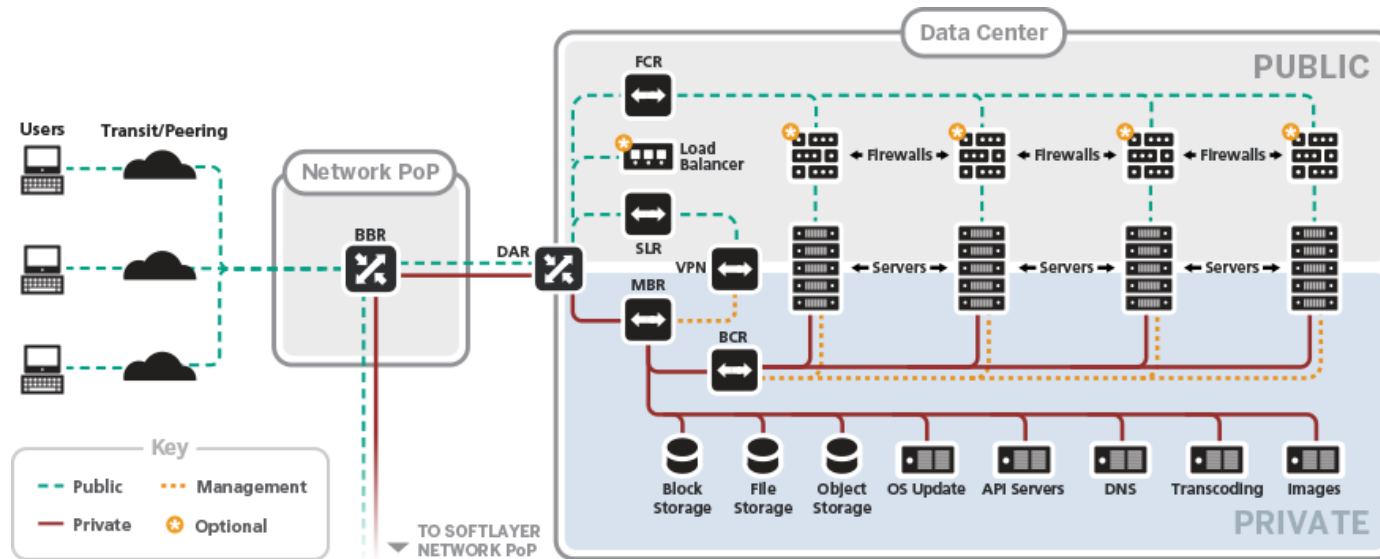 Data Center
PUBLIC
FCR
Users
Transit/Peering
Load
Balancer
Firewalls
Firewalls
Firewalls
Network PoP
BBR
DAR
SLR
VPN
Servers
Servers
Servers
MBR
BCR
Key
Public
Management
Private
Optional
TO SOFTLAYER
NETWORK PoP
Block
Storage
File
Storage
Object
Storage
OS Update
API Servers
DNS
Transcoding
Images
PRIVATE